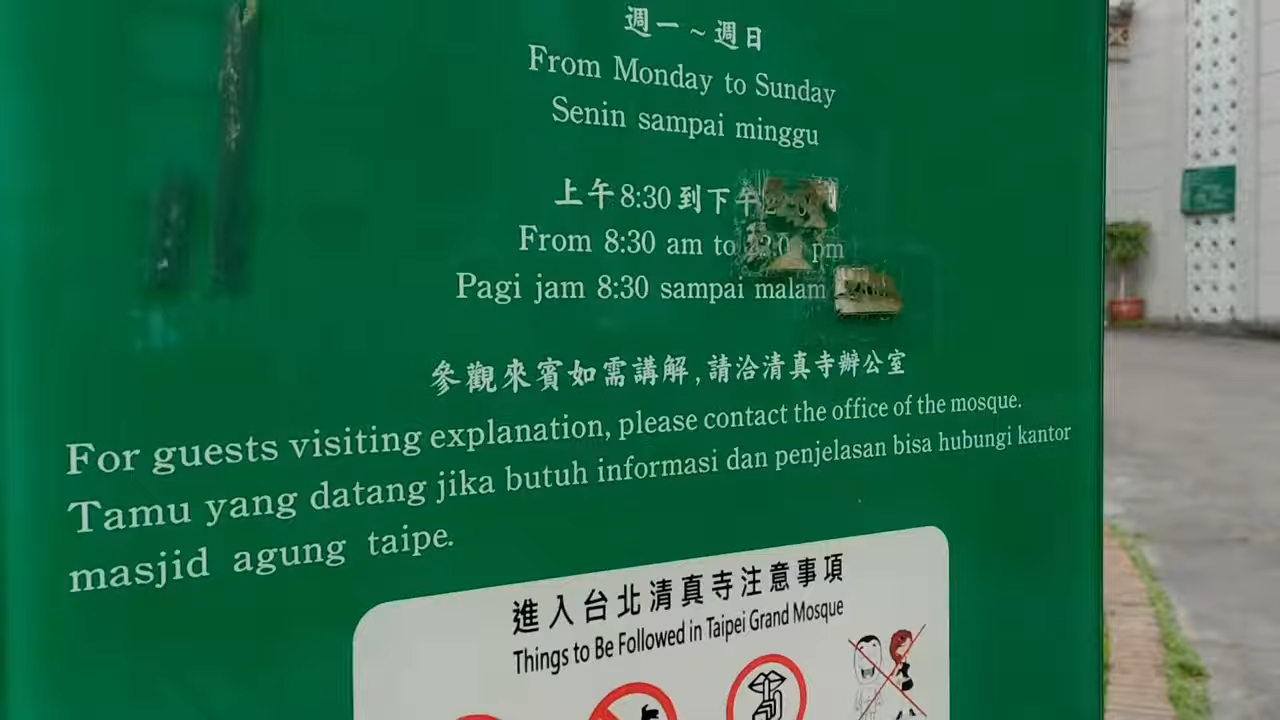 週一~週日
From Monday to Sunday
Senin sampai minggu
上午8:30到下午
From 8:30 am to pm
Pagi jam 8:30 sampai malam
參觀來賓如需講解,請洽清真寺辦公室
For guests visiting explanation, please contact the office of the mosque.
Tamu yang datang jika butuh informasi dan penjelasan bisa hubungi kantor
masjid agung taipe.
進入台北清真寺注意事項
Things to Be Followed in Taipei Grand Mosque